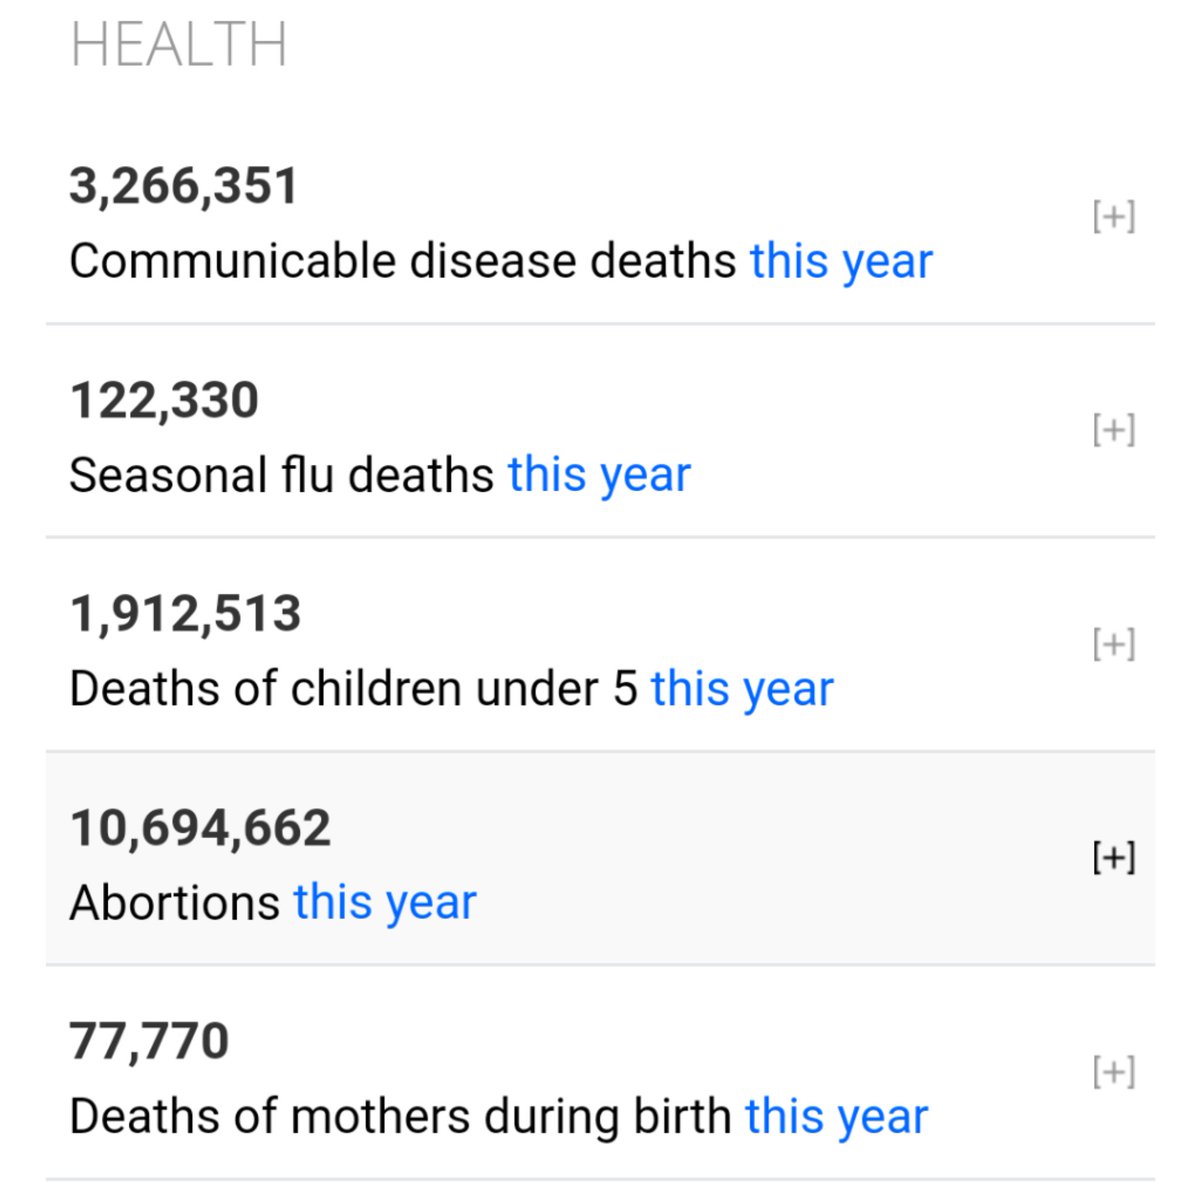 HEALTH
3,266,351
[+]
Communicable disease deaths this year
122,330
[+]
Seasonal flu deaths this year
1,912,513
[+]
Deaths of children under 5 this year
10,694,662
[+]
Abortions this year
77,770
[+]
Deaths of mothers during birth this year